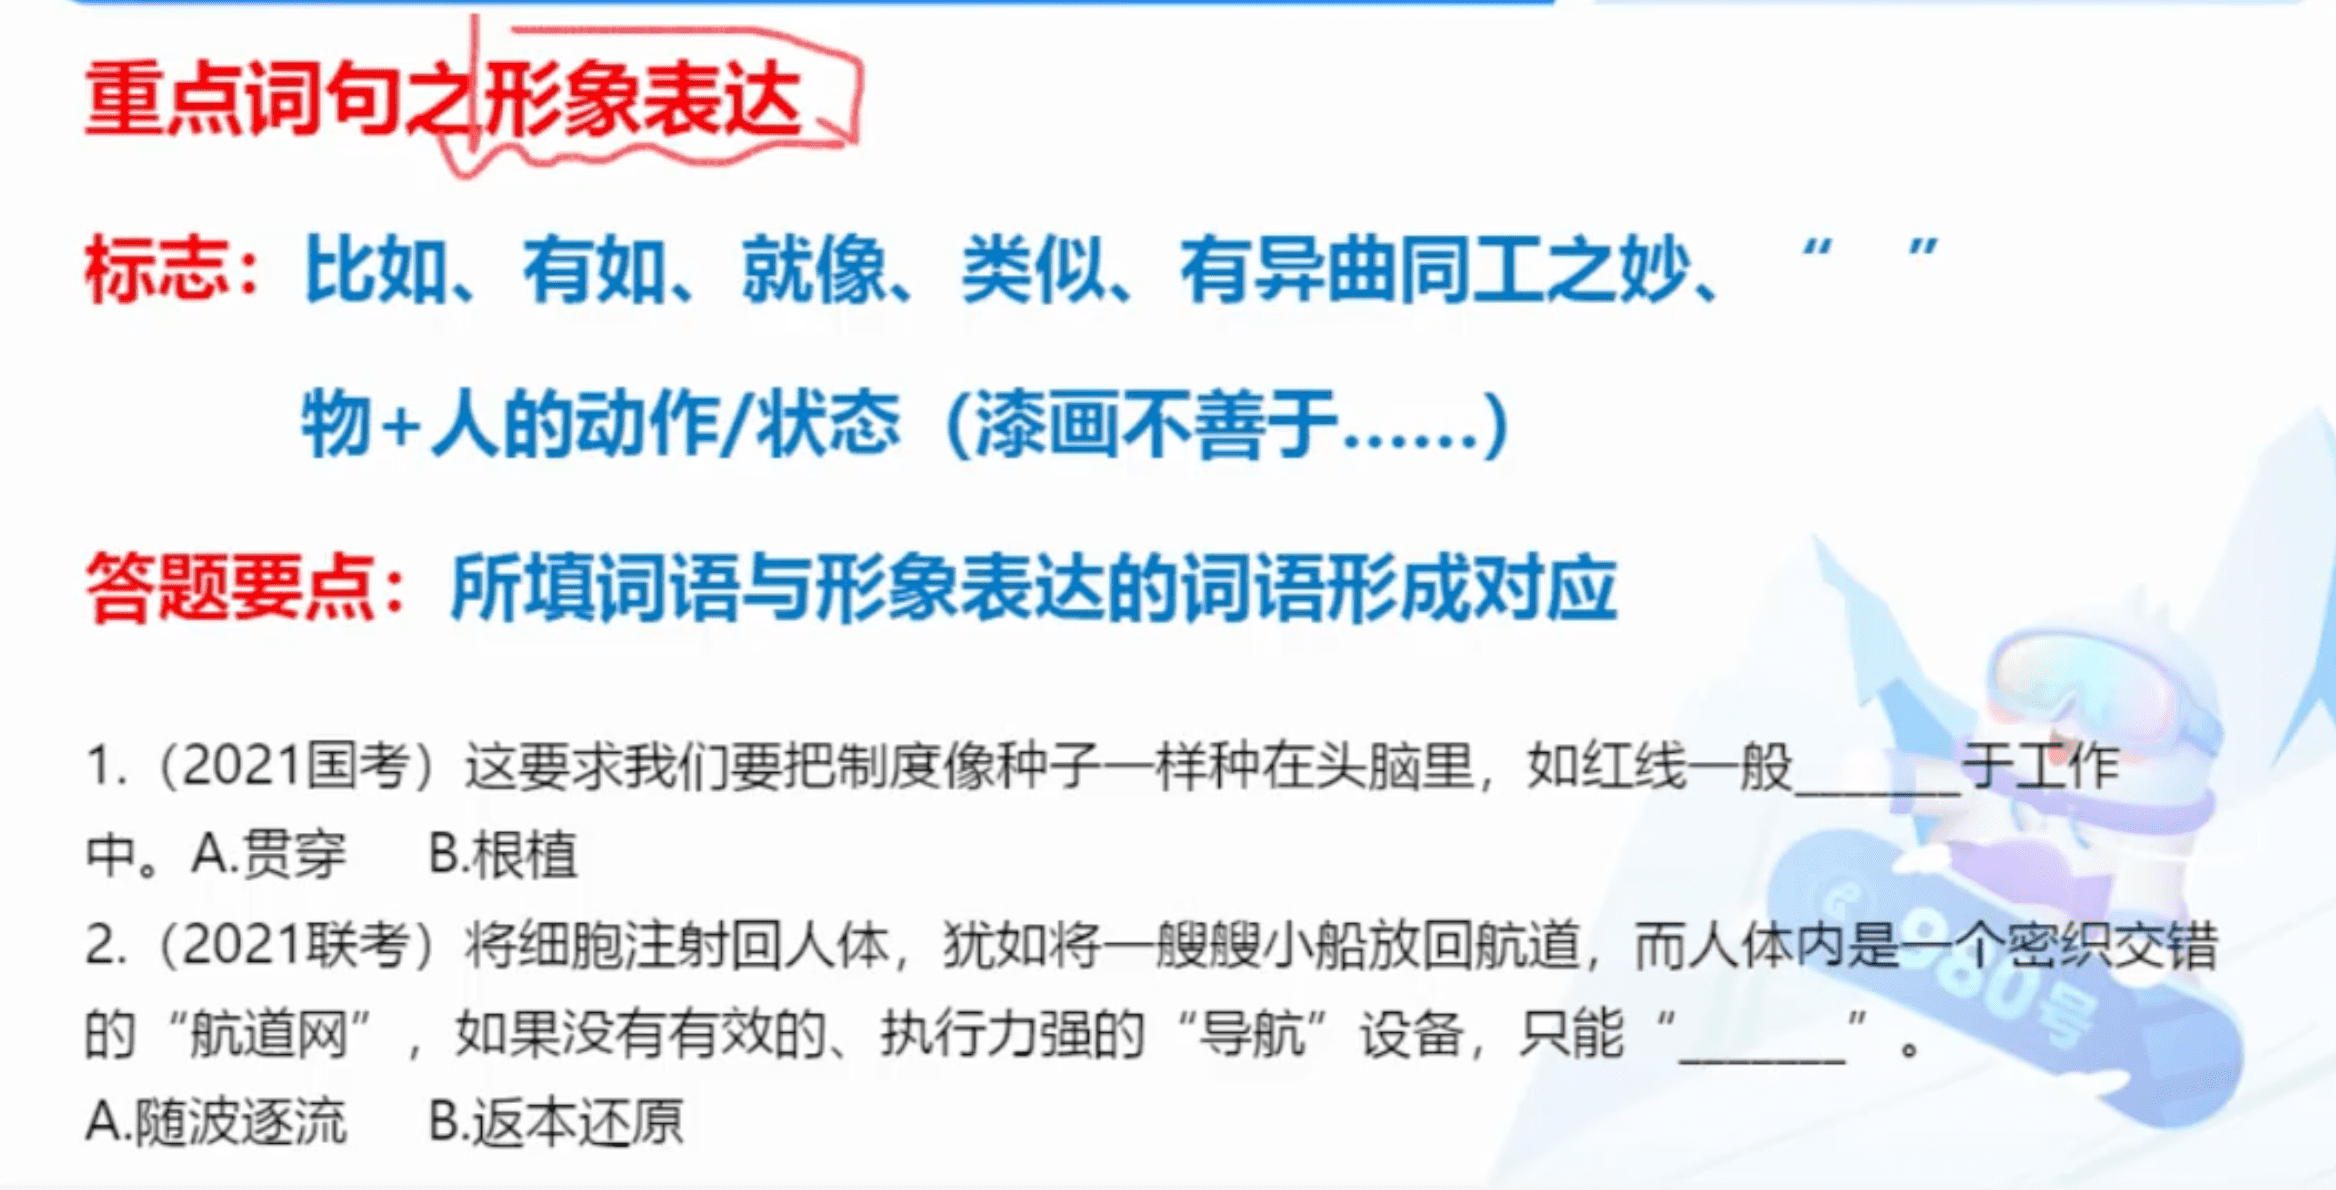 重点词句之形象表达
标志：比如、有如、就像、类似、有异曲同工之妙、“　”
物+人的动作/状态（漆画不善于……）
答题要点：所填词语与形象表达的词语形成对应
1.（2021国考）这要求我们要把制度像种子一样种在头脑里，如红线一般_______于工作
中。A.贯穿　B.根植
2.（2021联考）将细胞注射回人体，犹如将一艘艘小船放回航道，而人体内是一个密织交错
的“航道网”，如果没有有效的、执行力强的“导航”设备，只能“_______”。
A.随波逐流　B.返本还原
980号